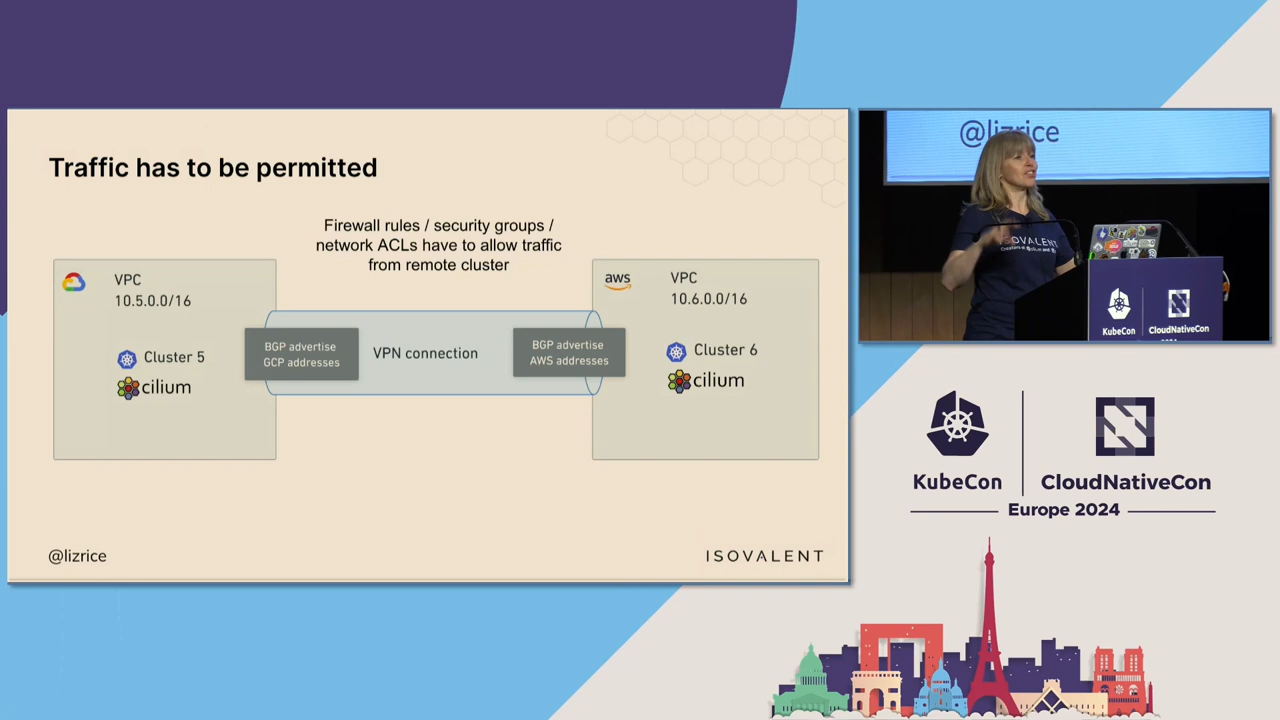 Traffic has to be permitted
Firewall rules / security groups /
network ACLs have to allow traffic
from remote cluster
VPC
10.5.0.0/16
Cluster 5
cilium
BGP advertise
GCP addresses
VPN connection
BGP advertise
AWS addresses
aws
VPC
10.6.0.0/16
Cluster 6
cilium
@lizrice
ISOVALENT
@lizrice
ISOVALENT
KubeCon
CloudNativeCon
KubeCon
CloudNativeCon
Europe 2024